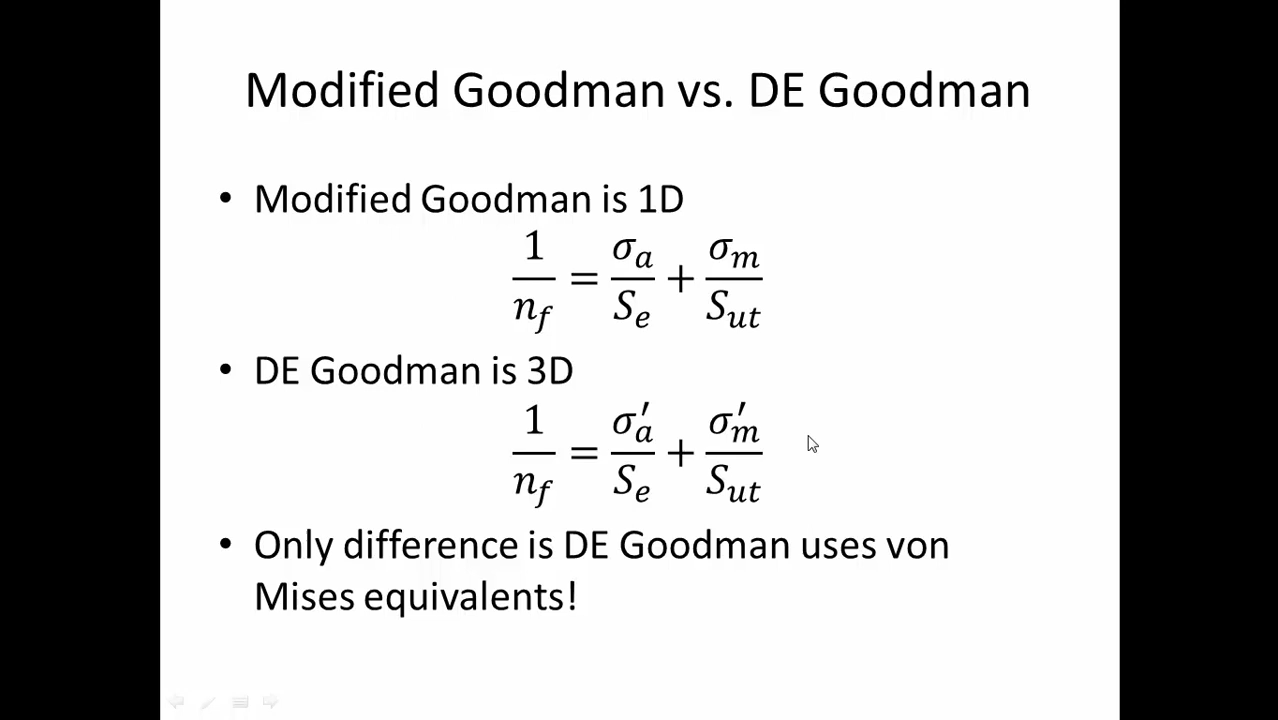 Modified Goodman vs. DE Goodman
• Modified Goodman is 1D
1/n_f = σ_a/S_e + σ_m/S_ut
• DE Goodman is 3D
1/n_f = σ′_a/S_e + σ′_m/S_ut
• Only difference is DE Goodman uses von
Mises equivalents!